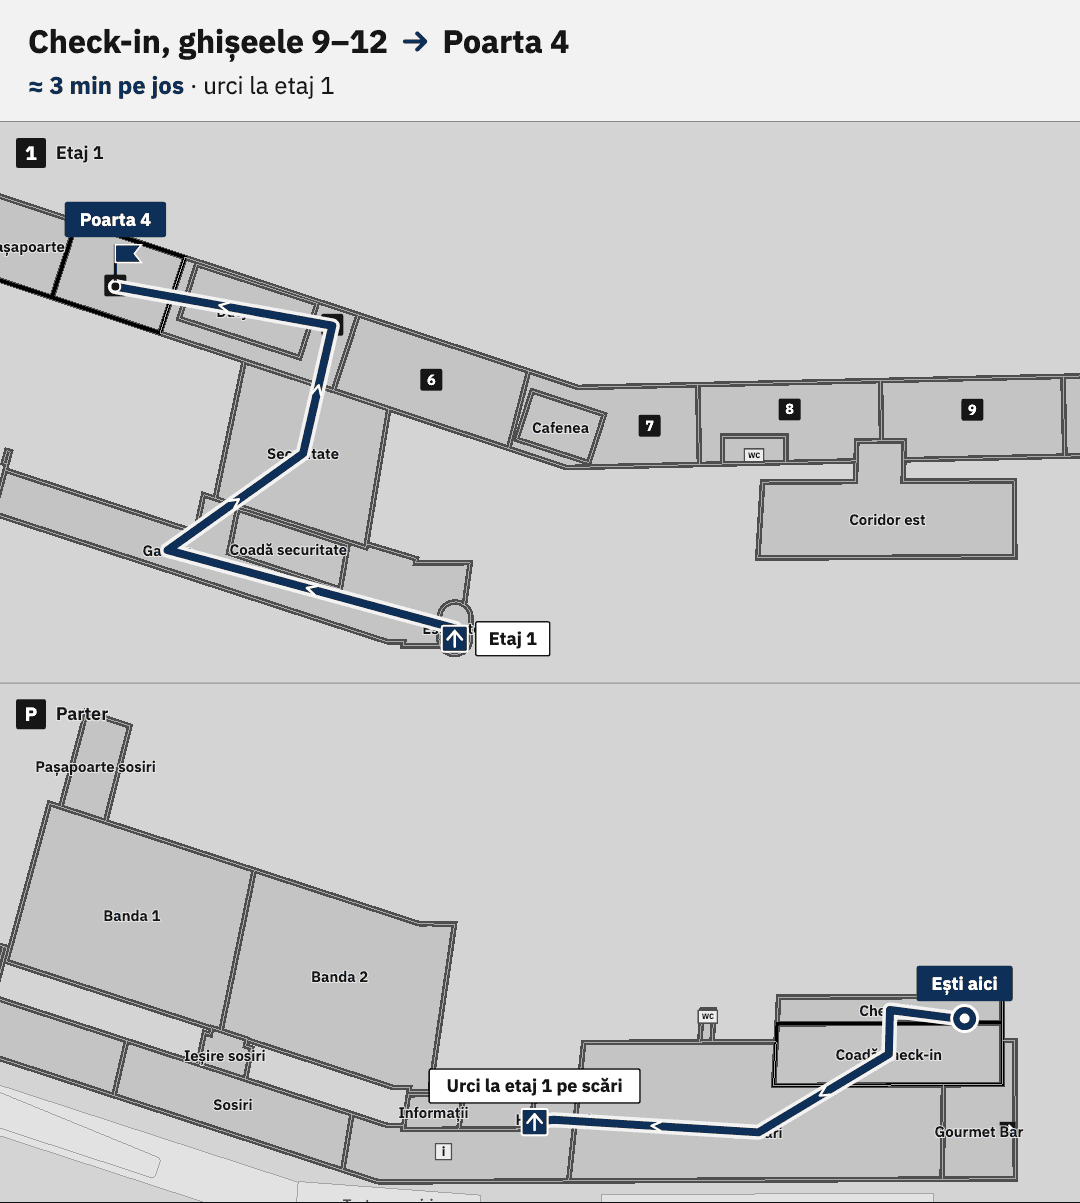 Check-in, ghișeele 9–12 → Poarta 4
≈ 3 min pe jos · urci la etaj 1
1 Etaj 1
Poarta 4
6
Cafenea
7
8
9
WC
Coridor est
Coadă securitate
Etaj 1
P Parter
Pașapoarte sosiri
Banda 1
Banda 2
Ești aici
WC
Ieșire sosiri
Urci la etaj 1 pe scări
Sosiri
Informații
i
Gourmet Bar